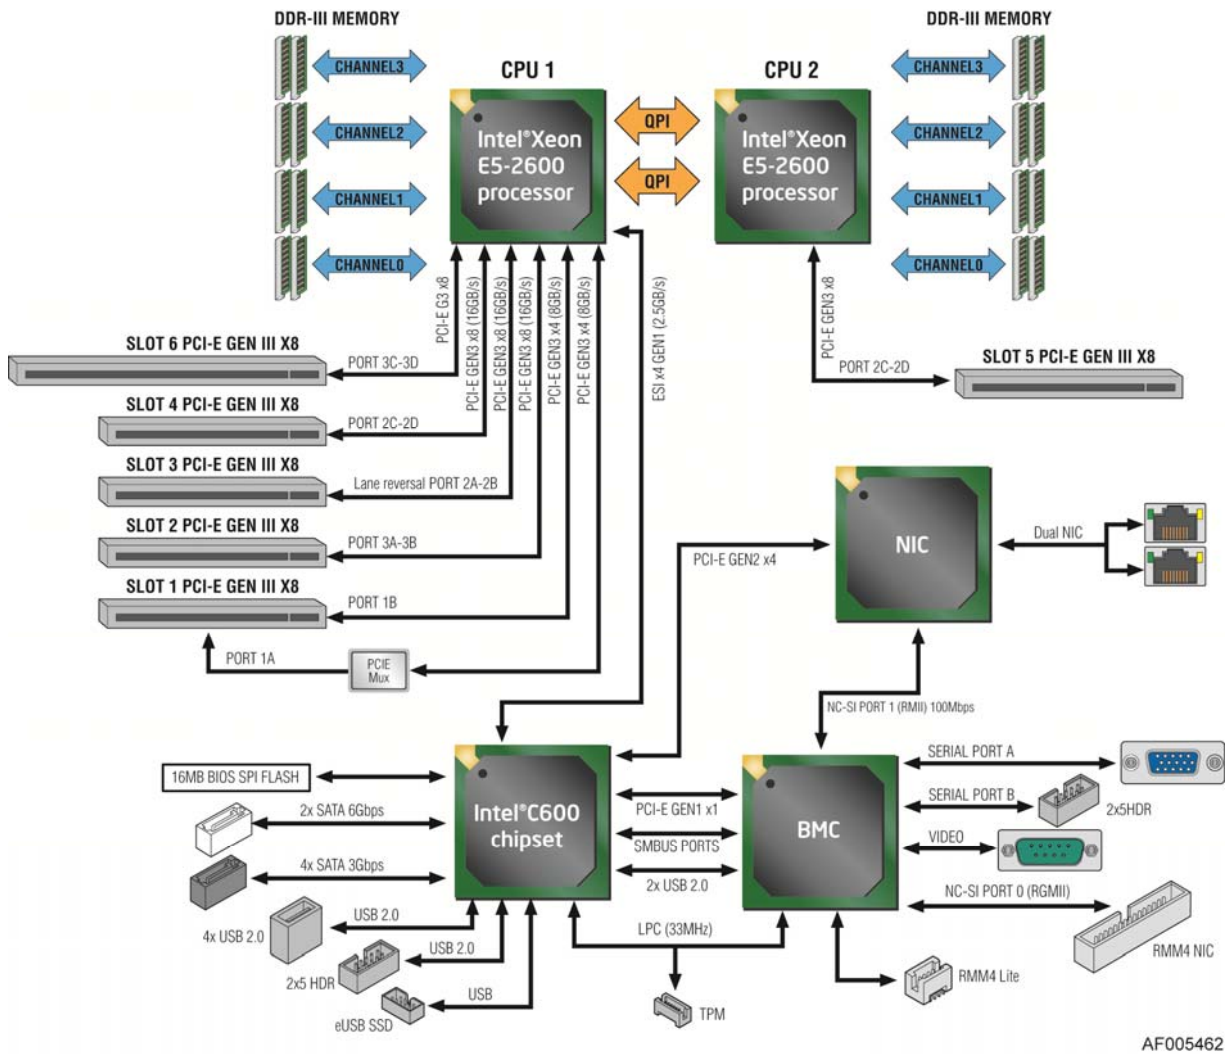 DDR-III MEMORY
DDR-III MEMORY
CPU 1
CPU 2
CHANNEL3
CHANNEL2
CHANNEL1
CHANNEL0
Intel®Xeon
E5-2600
processor
QPI
QPI
Intel®Xeon
E5-2600
processor
CHANNEL3
CHANNEL2
CHANNEL1
CHANNEL0
PCI-E G3 x8
PCI-E GEN3 x8 (16GB/s)
PCI-E GEN3 x8 (16GB/s)
PCI-E GEN3 x8 (16GB/s)
PCI-E GEN3 x4 (8GB/s)
PCI-E GEN3 x4 (8GB/s)
ESI x4 GEN1 (2.5GB/s)
PCI-E GEN3 x8
SLOT 6 PCI-E GEN III X8
PORT 3C-3D
SLOT 5 PCI-E GEN III X8
PORT 2C-2D
SLOT 4 PCI-E GEN III X8
PORT 2C-2D
SLOT 3 PCI-E GEN III X8
Lane reversal PORT 2A-2B
SLOT 2 PCI-E GEN III X8
PORT 3A-3B
SLOT 1 PCI-E GEN III X8
PORT 1B
PORT 1A
PCIE
Mux
NIC
Dual NIC
PCI-E GEN2 x4
NC-SI PORT 1 (RMII) 100Mbps
16MB BIOS SPI FLASH
2x SATA 6Gbps
4x SATA 3Gbps
USB 2.0
4x USB 2.0
USB 2.0
2x5 HDR
USB
eUSB SSD
Intel®C600
chipset
PCI-E GEN1 x1
SMBUS PORTS
2x USB 2.0
LPC (33MHz)
TPM
BMC
SERIAL PORT A
SERIAL PORT B
2x5HDR
VIDEO
NC-SI PORT 0 (RGMII)
RMM4 NIC
RMM4 Lite
AF005462